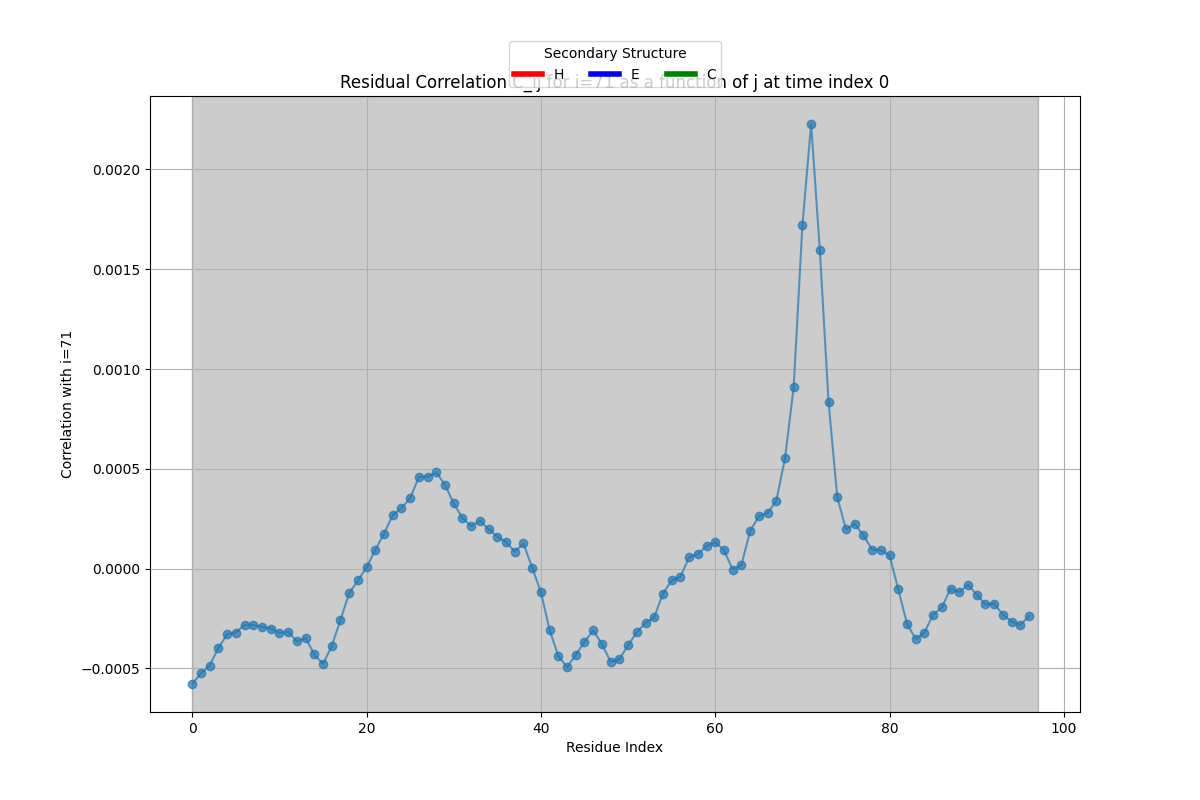 Secondary Structure
H E C
Residual Correlation C_ij for i=71 as a function of j at time index 0
0.0020
0.0015
0.0010
0.0005
0.0000
−0.0005
Correlation with i=71
0 20 40 60 80 100
Residue Index